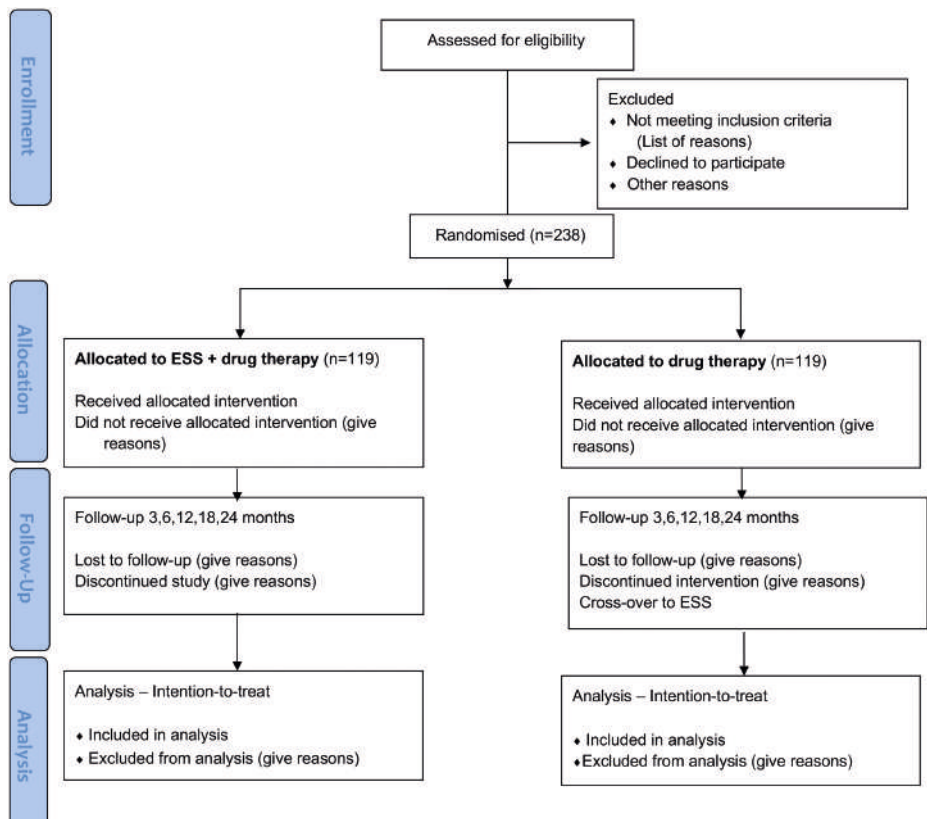 Enrollment
Assessed for eligibility
Excluded
♦ Not meeting inclusion criteria
(List of reasons)
♦ Declined to participate
♦ Other reasons
Randomised (n=238)
Allocation
Allocated to ESS + drug therapy (n=119)
Received allocated intervention
Did not receive allocated intervention (give
reasons)
Allocated to drug therapy (n=119)
Received allocated intervention
Did not receive allocated intervention (give
reasons)
Follow-Up
Follow-up 3,6,12,18,24 months
Lost to follow-up (give reasons)
Discontinued study (give reasons)
Follow-up 3,6,12,18,24 months
Lost to follow-up (give reasons)
Discontinued intervention (give reasons)
Cross-over to ESS
Analysis
Analysis – Intention-to-treat
♦ Included in analysis
♦ Excluded from analysis (give reasons)
Analysis – Intention-to-treat
♦ Included in analysis
♦Excluded from analysis (give reasons)